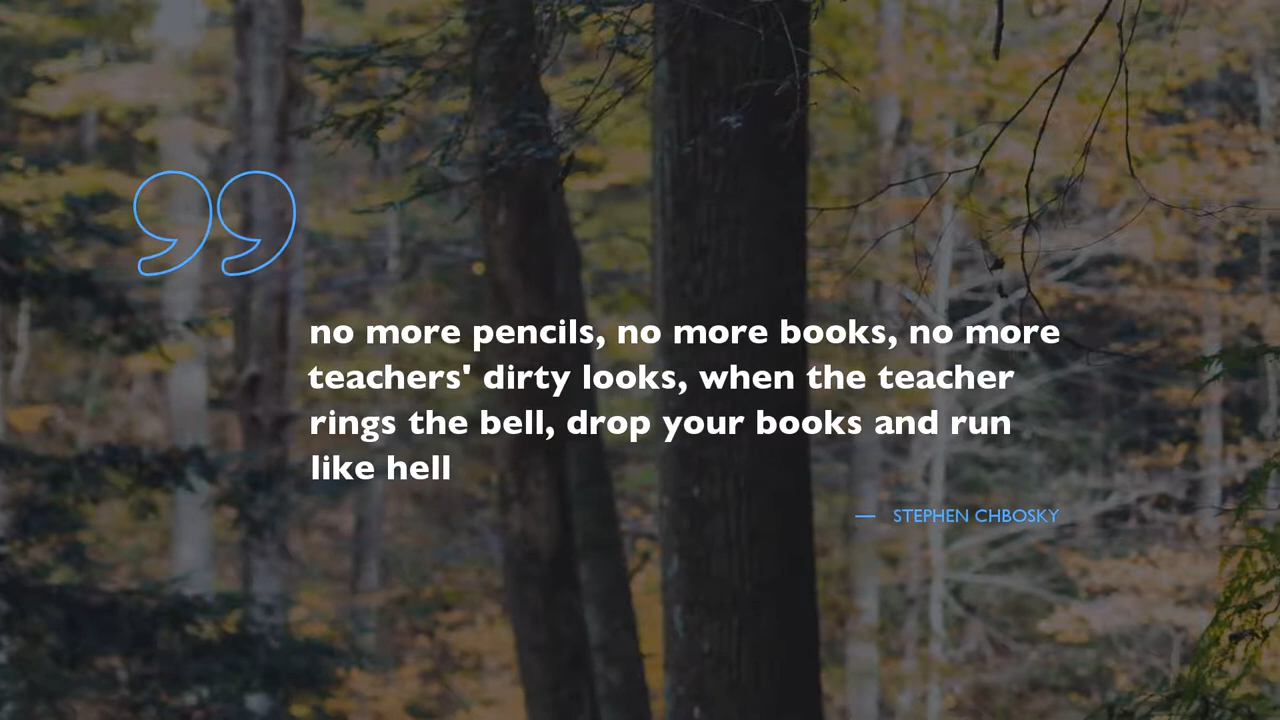 no more pencils, no more books, no more
teachers' dirty looks, when the teacher
rings the bell, drop your books and run
like hell
— STEPHEN CHBOSKY